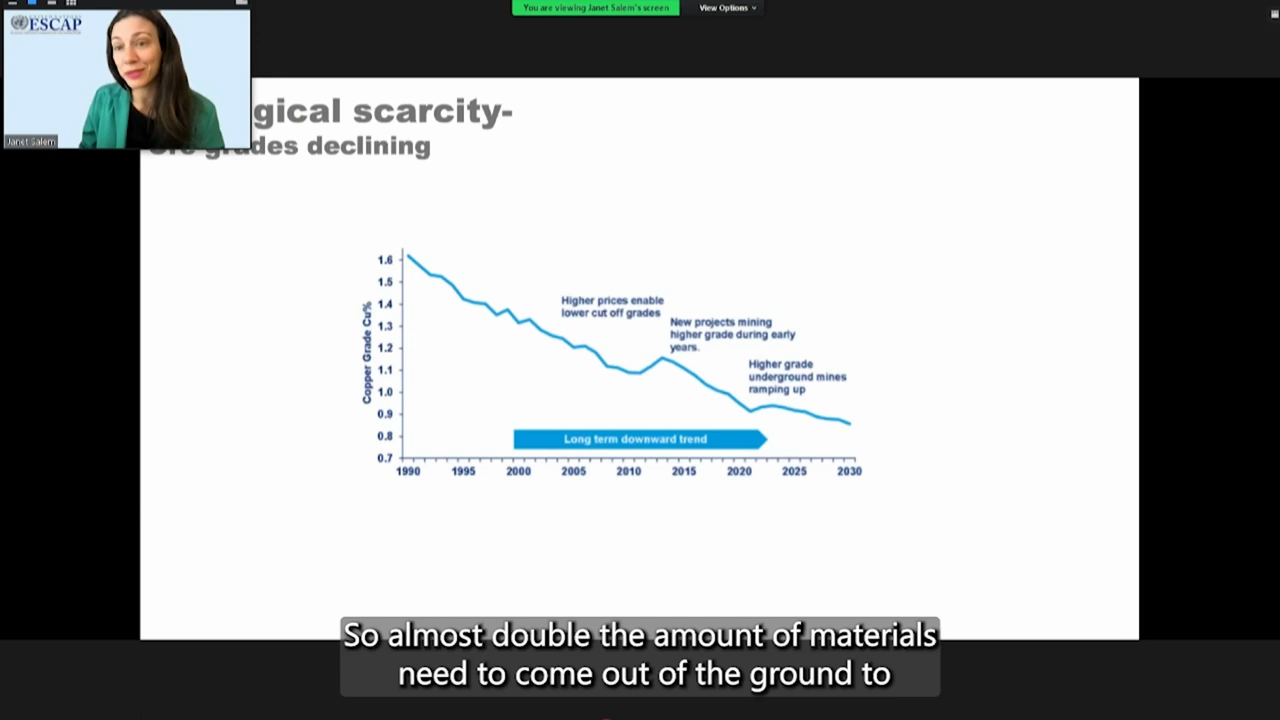 You are viewing Janet Salem's screen
View Options
ESCAP
Janet Salem
gical scarcity-
Ore grades declining
Copper Grade Cu%
1.6
1.5
1.4
1.3
1.2
1.1
1.0
0.9
0.8
0.7
Higher prices enable
lower cut off grades
New projects mining
higher grade during early
years.
Higher grade
underground mines
ramping up
Long term downward trend
1990 1995 2000 2005 2010 2015 2020 2025 2030
So almost double the amount of materials
need to come out of the ground to